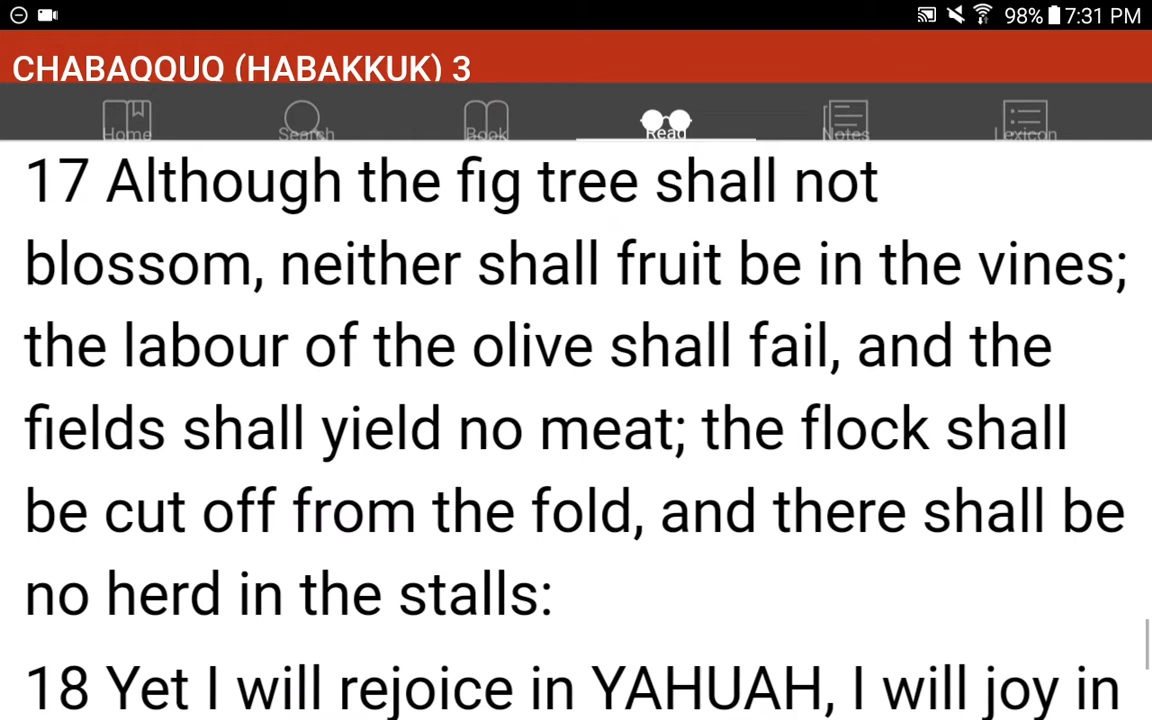 98% 7:31 PM
CHABAQQUQ (HABAKKUK) 3
Home Search Book Read Notes Lexicon
17 Although the fig tree shall not
blossom, neither shall fruit be in the vines;
the labour of the olive shall fail, and the
fields shall yield no meat; the flock shall
be cut off from the fold, and there shall be
no herd in the stalls:
18 Yet I will rejoice in YAHUAH, I will joy in